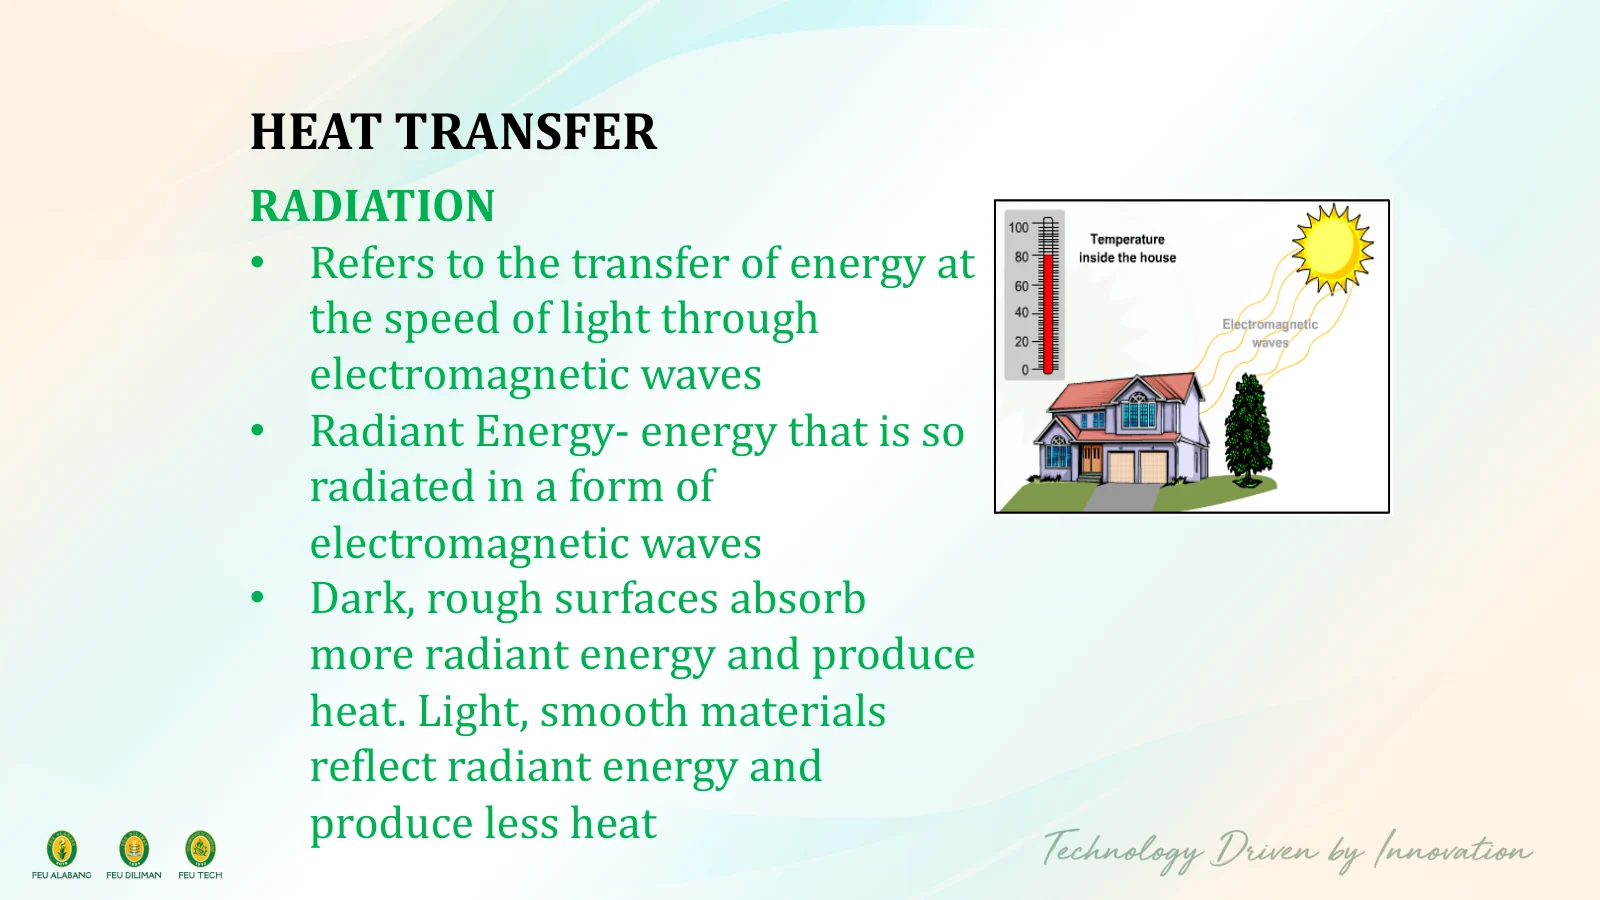 HEAT TRANSFER
RADIATION
• Refers to the transfer of energy at
the speed of light through
electromagnetic waves
• Radiant Energy- energy that is so
radiated in a form of
electromagnetic waves
• Dark, rough surfaces absorb
more radiant energy and produce
heat. Light, smooth materials
reflect radiant energy and
produce less heat
100
80
60
40
20
0
Temperature
inside the house
Electromagnetic
waves
FEU ALABANG
FEU DILIMAN
FEU TECH
Technology Driven by Innovation